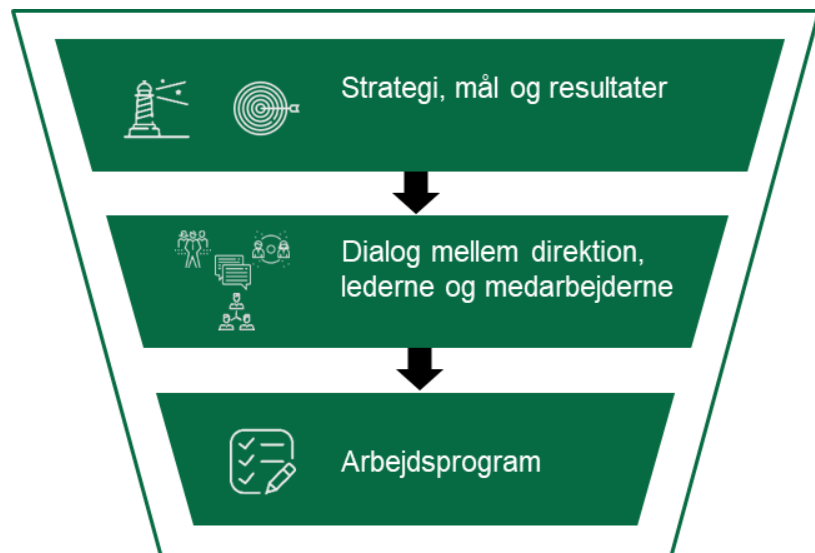 Strategi, mål og resultater
Dialog mellem direktion,
lederne og medarbejderne
Arbejdsprogram